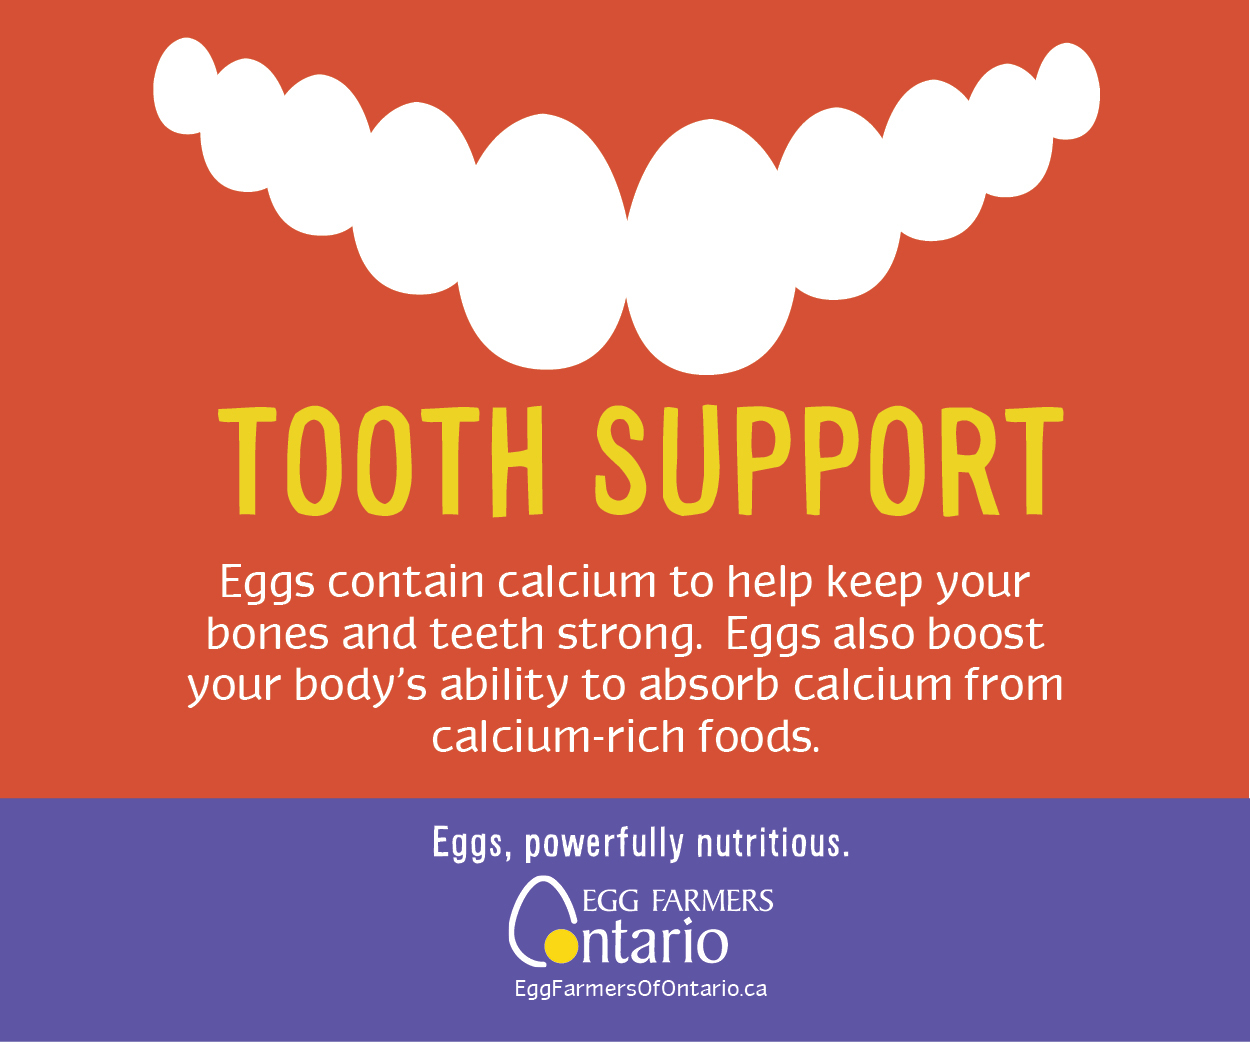 TOOTH SUPPORT
Eggs contain calcium to help keep your
bones and teeth strong.  Eggs also boost
your body’s ability to absorb calcium from
calcium-rich foods.
Eggs, powerfully nutritious.
EGG FARMERS
Ontario
EggFarmersOfOntario.ca